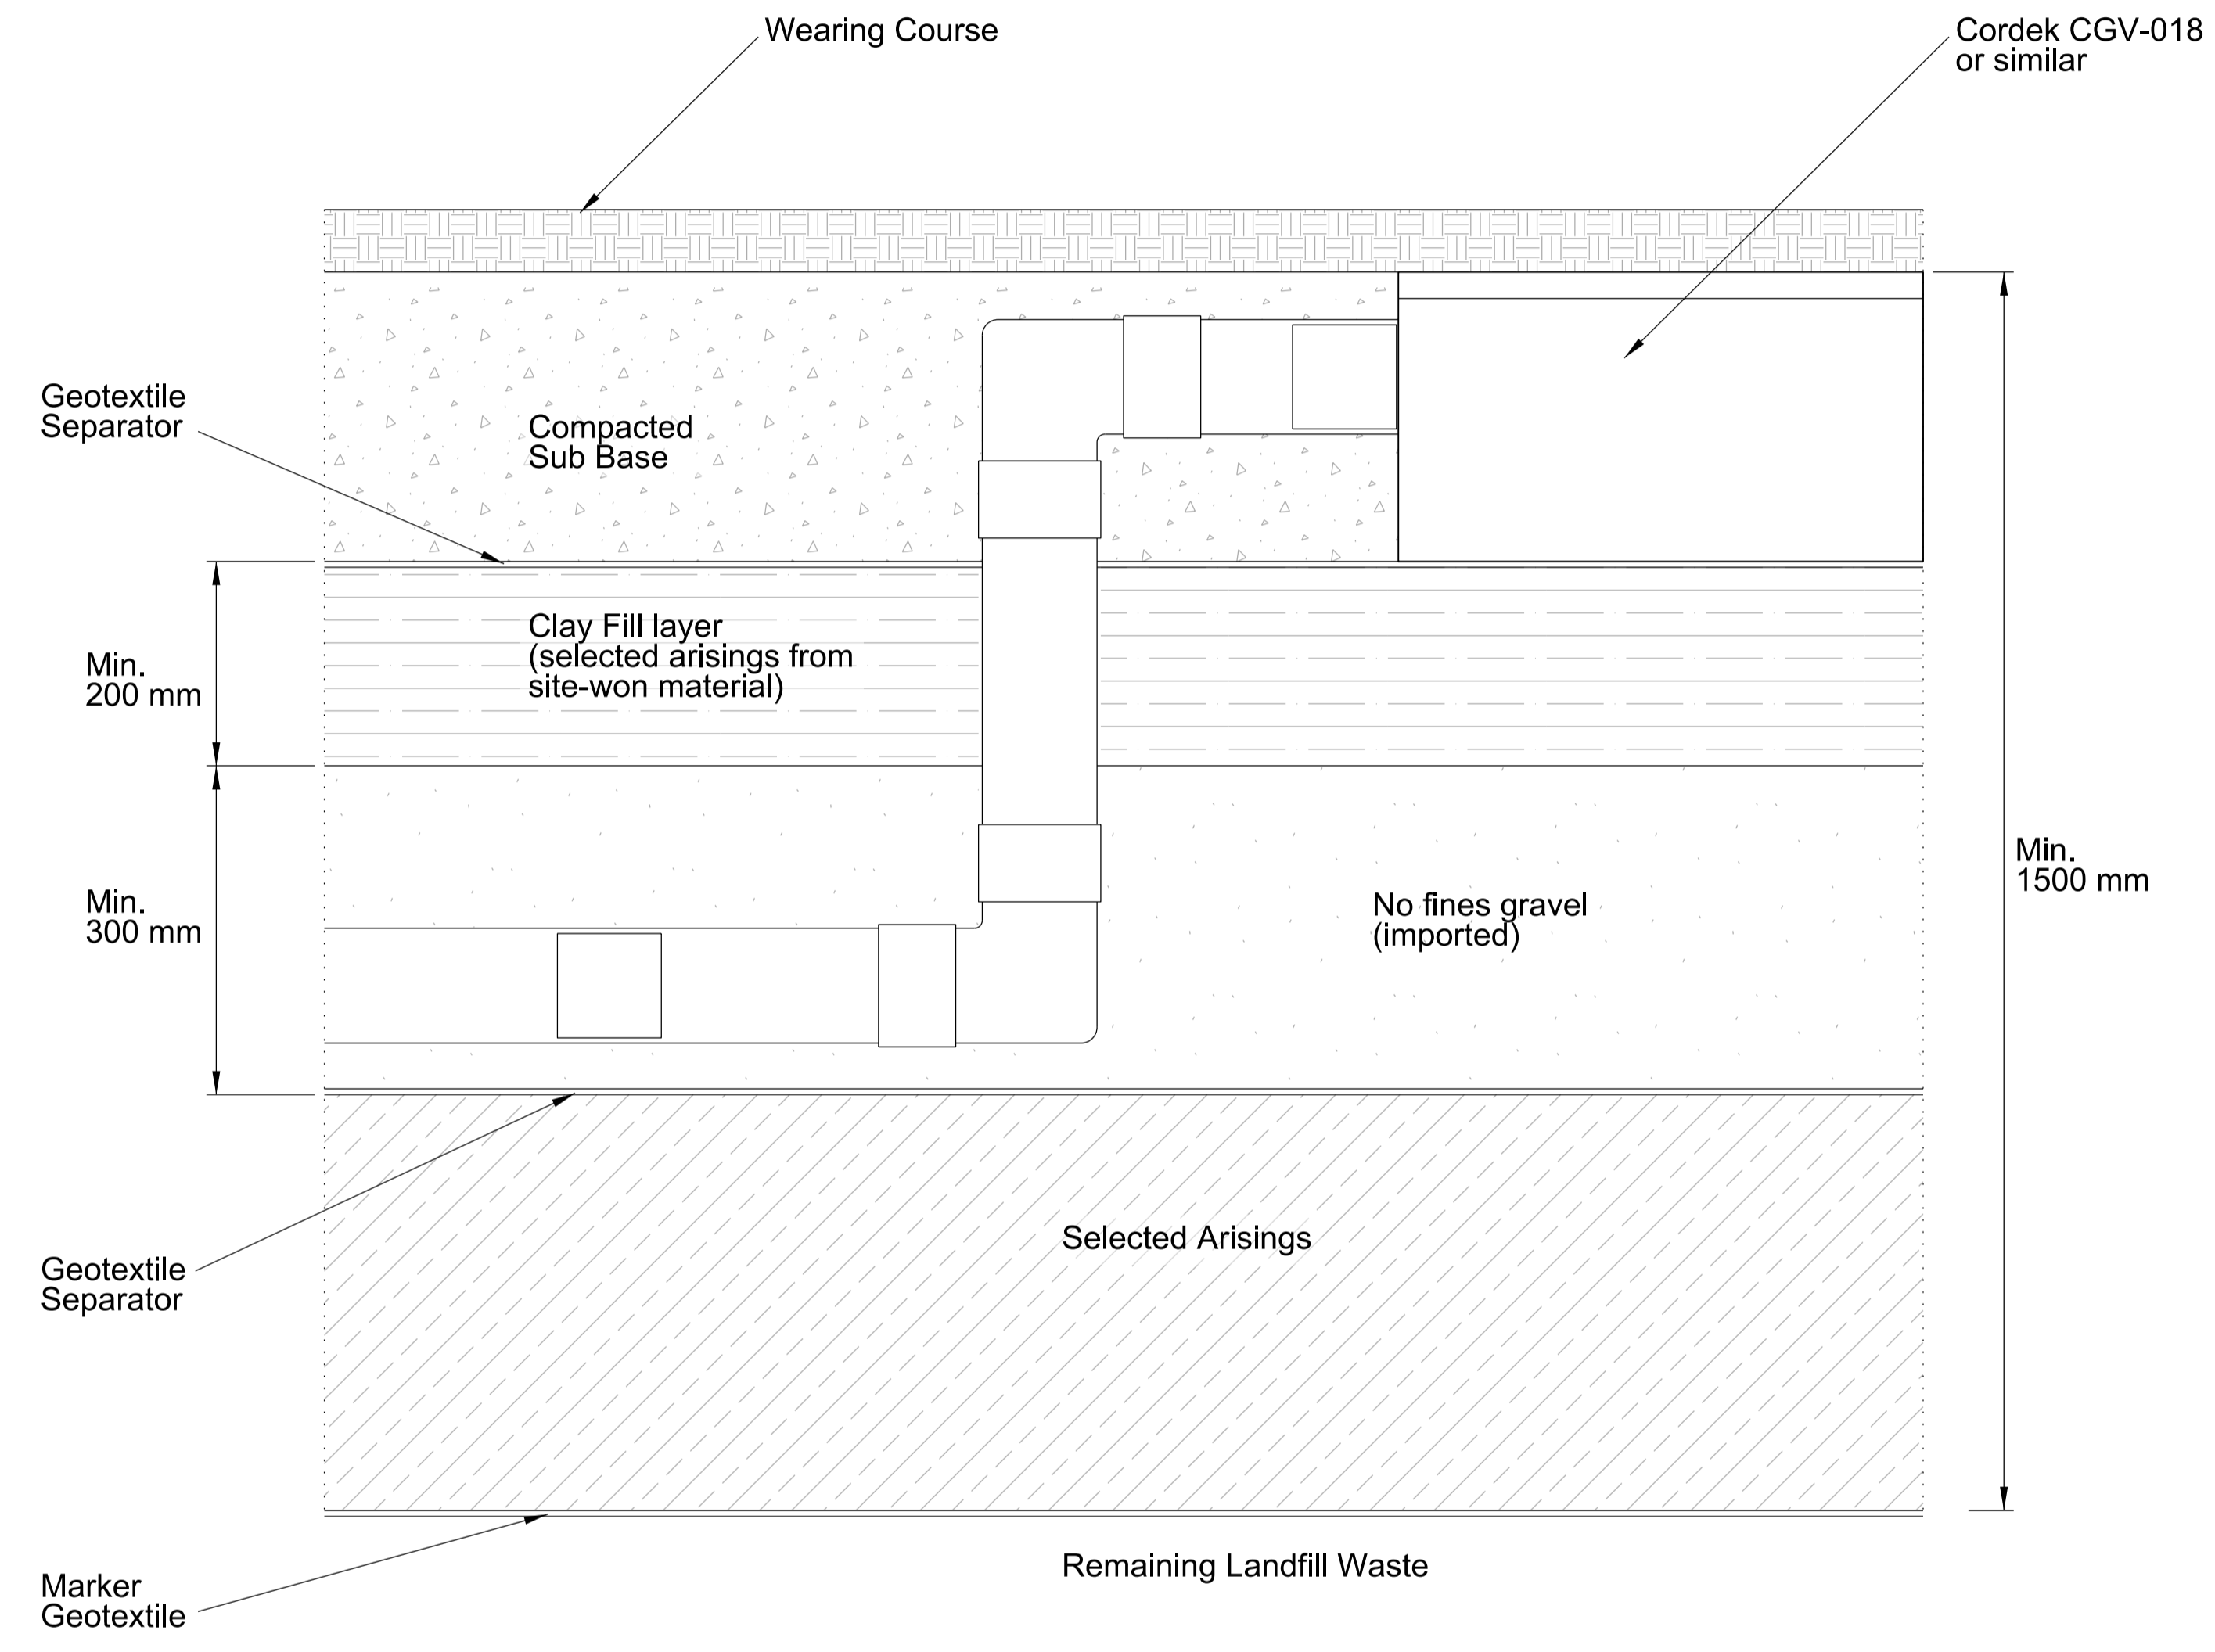 Wearing Course
Cordek CGV-018
or similar
Geotextile
Separator
Compacted
Sub Base
Clay Fill layer
(selected arisings from
site-won material)
Min.
200 mm
Min.
300 mm
No fines gravel
(imported)
Min.
1500 mm
Selected Arisings
Geotextile
Separator
Remaining Landfill Waste
Marker
Geotextile